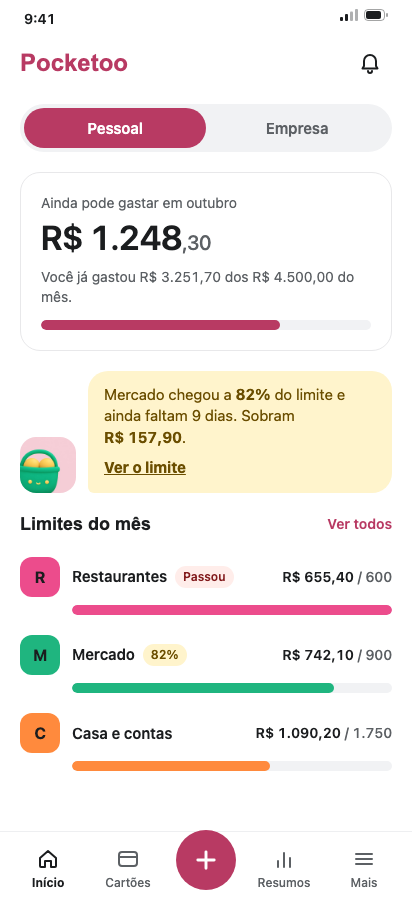 9:41
Pocketoo
Pessoal
Empresa
Ainda pode gastar em outubro
R$ 1.248,30
Você já gastou R$ 3.251,70 dos R$ 4.500,00 do
mês.
Mercado chegou a 82% do limite e
ainda faltam 9 dias. Sobram
R$ 157,90.
Ver o limite
Limites do mês
Ver todos
R
Restaurantes
Passou
R$ 655,40 / 600
M
Mercado
82%
R$ 742,10 / 900
C
Casa e contas
R$ 1.090,20 / 1.750
Início
Cartões
Resumos
Mais